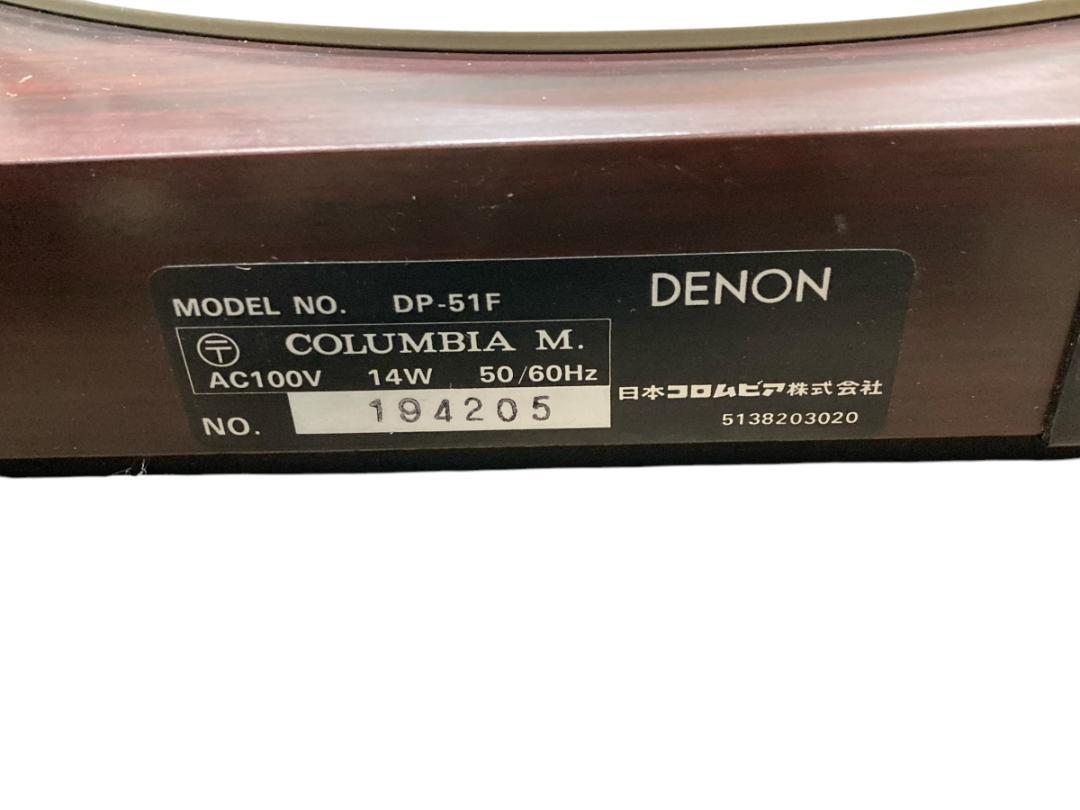 DENON
MODEL NO. DP-51F
〒 COLUMBIA M.
AC100V 14W 50/60Hz
NO. 194205
日本コロムビア株式会社
5138203020